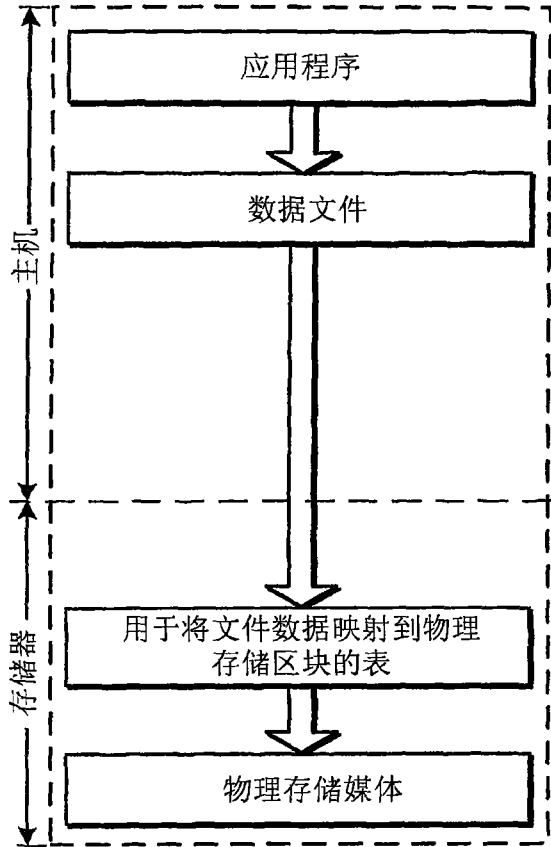 应用程序
数据文件
主机
用于将文件数据映射到物理
存储区块的表
存储器
物理存储媒体